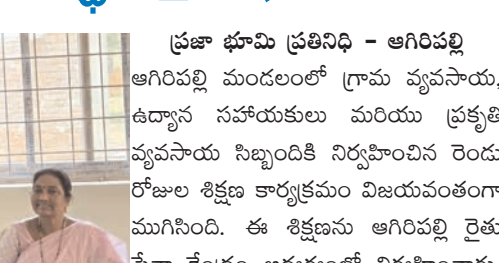 ప్రజా భూమి ప్రతినిధి - ఆగిరిపల్లి
ఆగిరిపల్లి మండలంలో గ్రామ వ్యవసాయ,
ఉద్యాన సహాయకులు మరియు ప్రకృతి
వ్యవసాయ సిబ్బందికి నిర్వహించిన రెండు
రోజుల శిక్షణ కార్యక్రమం విజయవంతంగా
ముగిసింది. ఈ శిక్షణను ఆగిరిపల్లి రైతు